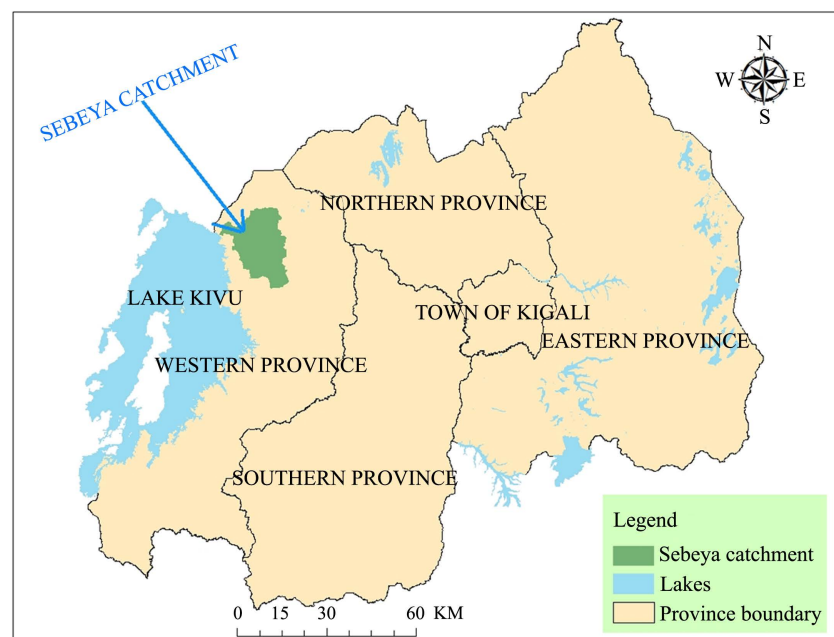 SEBEYA CATCHMENT
N
W E
S
NORTHERN PROVINCE
LAKE KIVU
TOWN OF KIGALI
EASTERN PROVINCE
WESTERN PROVINCE
SOUTHERN PROVINCE
Legend
Sebeya catchment
Lakes
Province boundary
0 15 30 60 KM